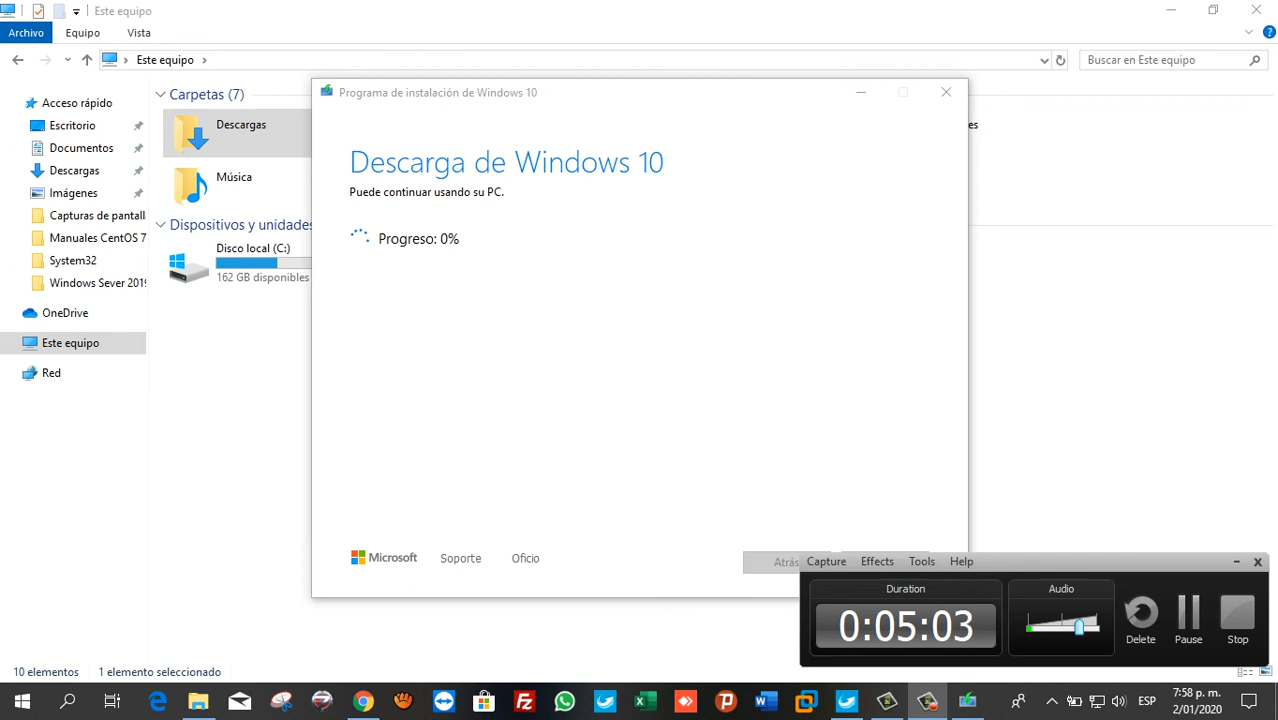 Este equipo
Archivo
Equipo
Vista
Este equipo
Buscar en Este equipo
Acceso rápido
Escritorio
Documentos
Descargas
Imágenes
Capturas de pantall
Manuales CentOS 7
System32
Windows Sever 2019
OneDrive
Este equipo
Red
Carpetas (7)
Descargas
Música
Dispositivos y unidades
Disco local (C:)
162 GB disponibles
es
Programa de instalación de Windows 10
Descarga de Windows 10
Puede continuar usando su PC.
Progreso: 0%
Microsoft
Soporte
Oficio
Atrás
Capture
Effects
Tools
Help
Duration
0:05:03
Audio
Delete
Pause
Stop
10 elementos
1 elemento seleccionado
ESP
7:58 p. m.
2/01/2020